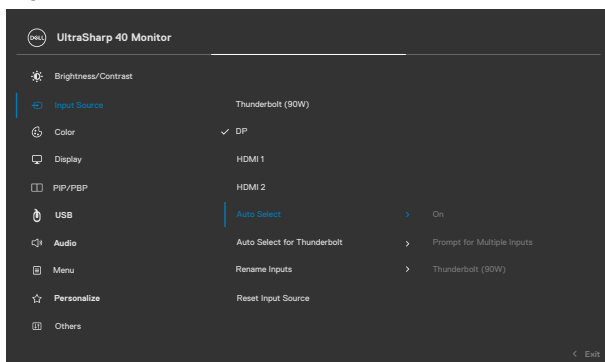 DELL UltraSharp 40 Monitor
Brightness/Contrast
Input Source Thunderbolt (90W)
Color DP
Display HDMI 1
PIP/PBP HDMI 2
USB Auto Select On
Audio Auto Select for Thunderbolt Prompt for Multiple Inputs
Menu Rename Inputs Thunderbolt (90W)
Personalize Reset Input Source
Others
Exit